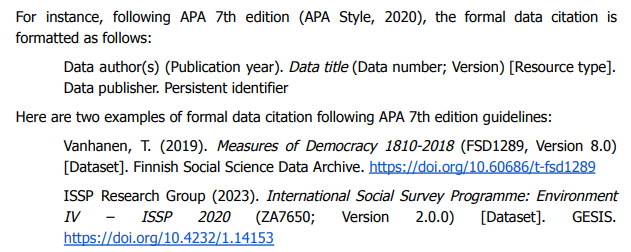 For instance, following APA 7th edition (APA Style, 2020), the formal data citation is
formatted as follows:
Data author(s) (Publication year). Data title (Data number; Version) [Resource type].
Data publisher. Persistent identifier
Here are two examples of formal data citation following APA 7th edition guidelines:
Vanhanen, T. (2019). Measures of Democracy 1810-2018 (FSD1289, Version 8.0)
[Dataset]. Finnish Social Science Data Archive. https://doi.org/10.60686/t-fsd1289
ISSP Research Group (2023). International Social Survey Programme: Environment
IV – ISSP 2020 (ZA7650; Version 2.0.0) [Dataset]. GESIS.
https://doi.org/10.4232/1.14153